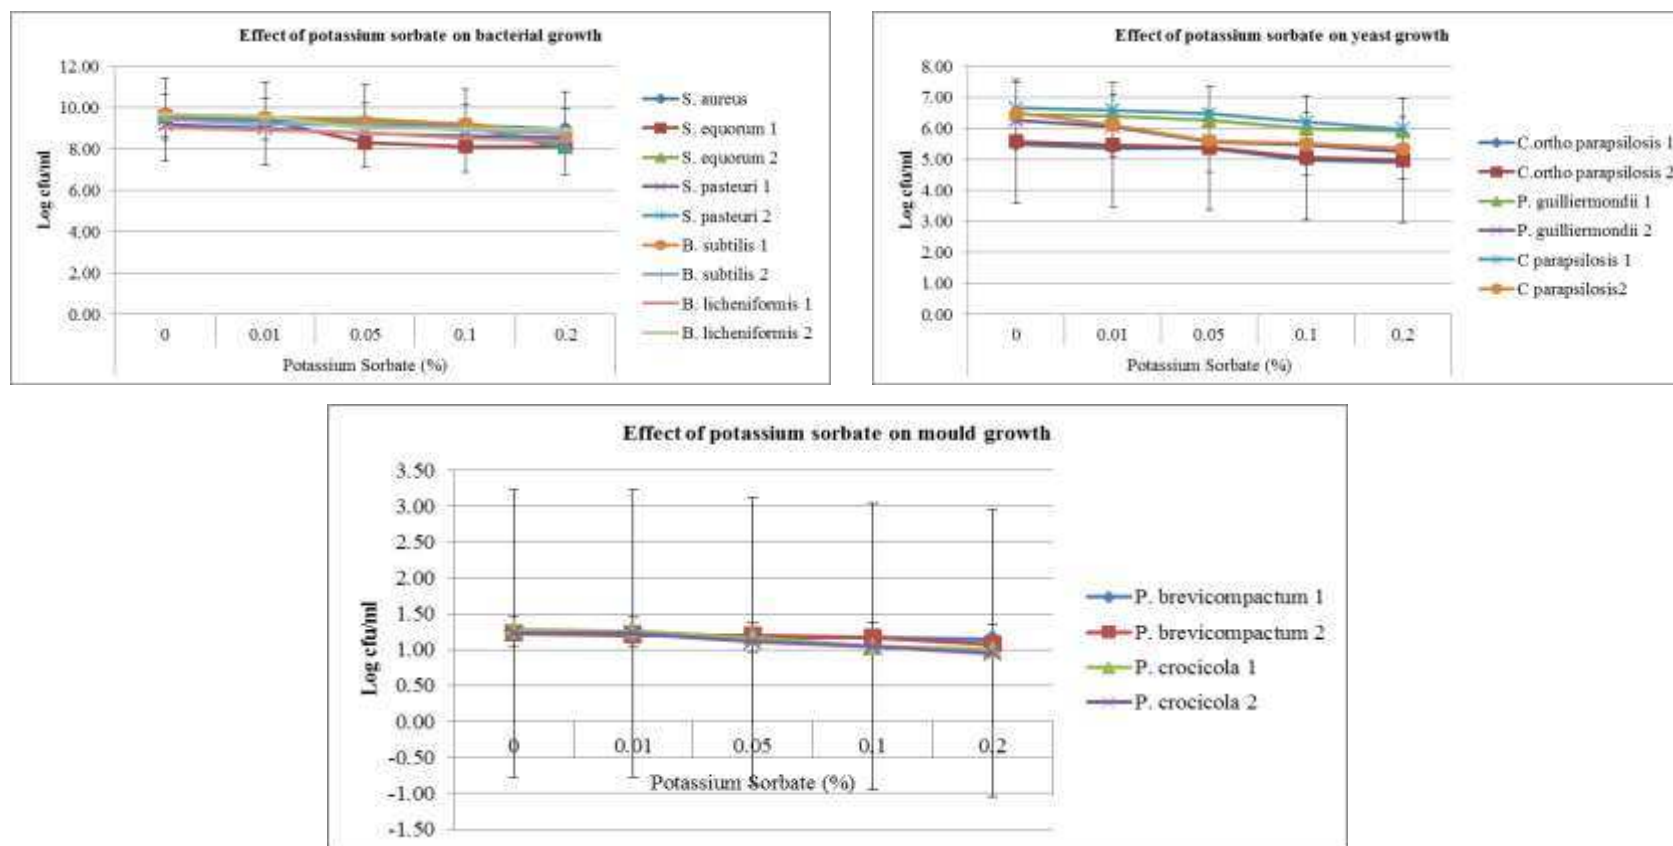 Effect of potassium sorbate on bacterial growth
12.00
10.00
8.00
6.00
4.00
2.00
0.00
Log cfu/ml
0 0.01 0.05 0.1 0.2
Potassium Sorbate (%)
S. aureus
S. equorum 1
S. equorum 2
S. pasteuri 1
S. pasteuri 2
B. subtilis 1
B. subtilis 2
B. licheniformis 1
B. licheniformis 2
Effect of potassium sorbate on yeast growth
8.00
7.00
6.00
5.00
4.00
3.00
2.00
1.00
0.00
Log cfu/ml
0 0.01 0.05 0.1 0.2
Potassium Sorbate (%)
C.ortho parapsilosis 1
C.ortho parapsilosis 2
P. guilliermondii 1
P. guilliermondii 2
C parapsilosis 1
C parapsilosis2
Effect of potassium sorbate on mould growth
3.50
3.00
2.50
2.00
1.50
1.00
0.50
0.00
-0.50
-1.00
-1.50
Log cfu/ml
0 0.01 0.05 0.1 0.2
Potassium Sorbate (%)
P. brevicompactum 1
P. brevicompactum 2
P. crocicola 1
P. crocicola 2